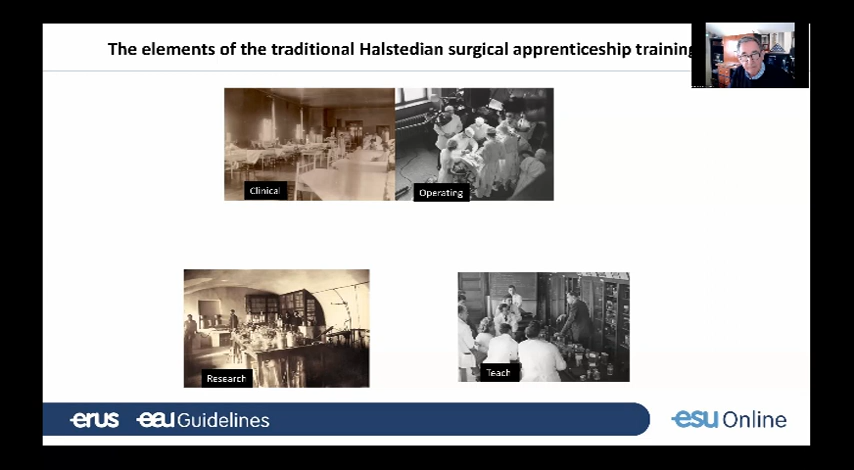 The elements of the traditional Halstedian surgical apprenticeship training
Clinical
Operating
Research
Teach
erus eau Guidelines
esu Online